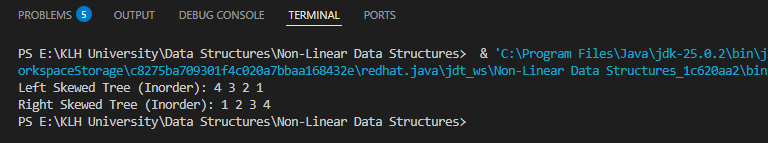 PROBLEMS 5 OUTPUT DEBUG CONSOLE TERMINAL PORTS
PS E:\KLH University\Data Structures\Non-Linear Data Structures>  & 'C:\Program Files\Java\jdk-25.0.2\bin\j
orkspaceStorage\c8275ba709301f4c020a7bbaa168432e\redhat.java\jdt_ws\Non-Linear Data Structures_1c620aa2\bin
Left Skewed Tree (Inorder): 4 3 2 1
Right Skewed Tree (Inorder): 1 2 3 4
PS E:\KLH University\Data Structures\Non-Linear Data Structures>